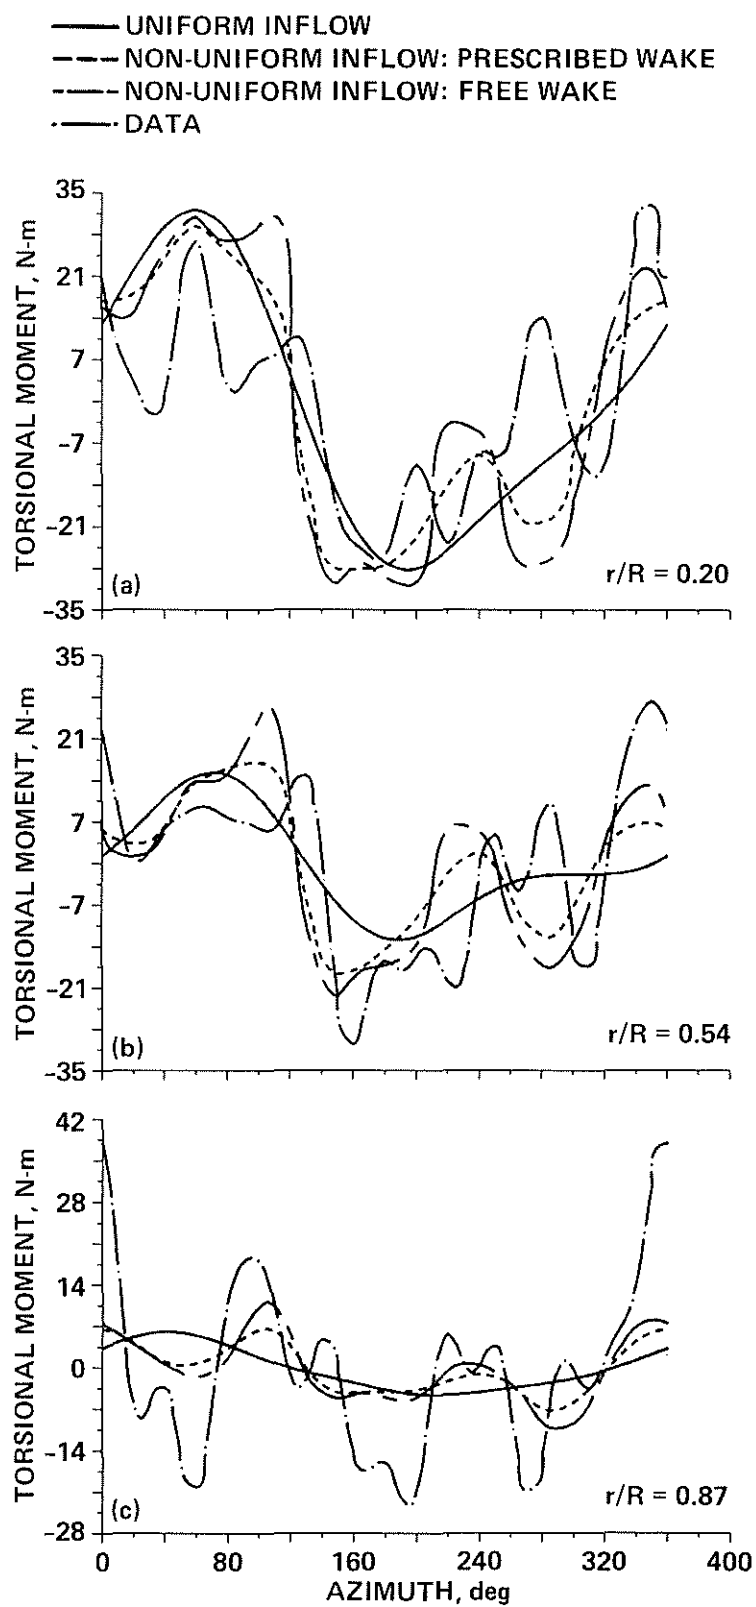 UNIFORM INFLOW
NON-UNIFORM INFLOW: PRESCRIBED WAKE
NON-UNIFORM INFLOW: FREE WAKE
DATA
TORSIONAL MOMENT, N-m
35
21
7
-7
-21
-35
(a)
r/R = 0.20
TORSIONAL MOMENT, N-m
35
21
7
-7
-21
-35
(b)
r/R = 0.54
TORSIONAL MOMENT, N-m
42
28
14
0
-14
-28
(c)
r/R = 0.87
0 80 160 240 320 400
AZIMUTH, deg